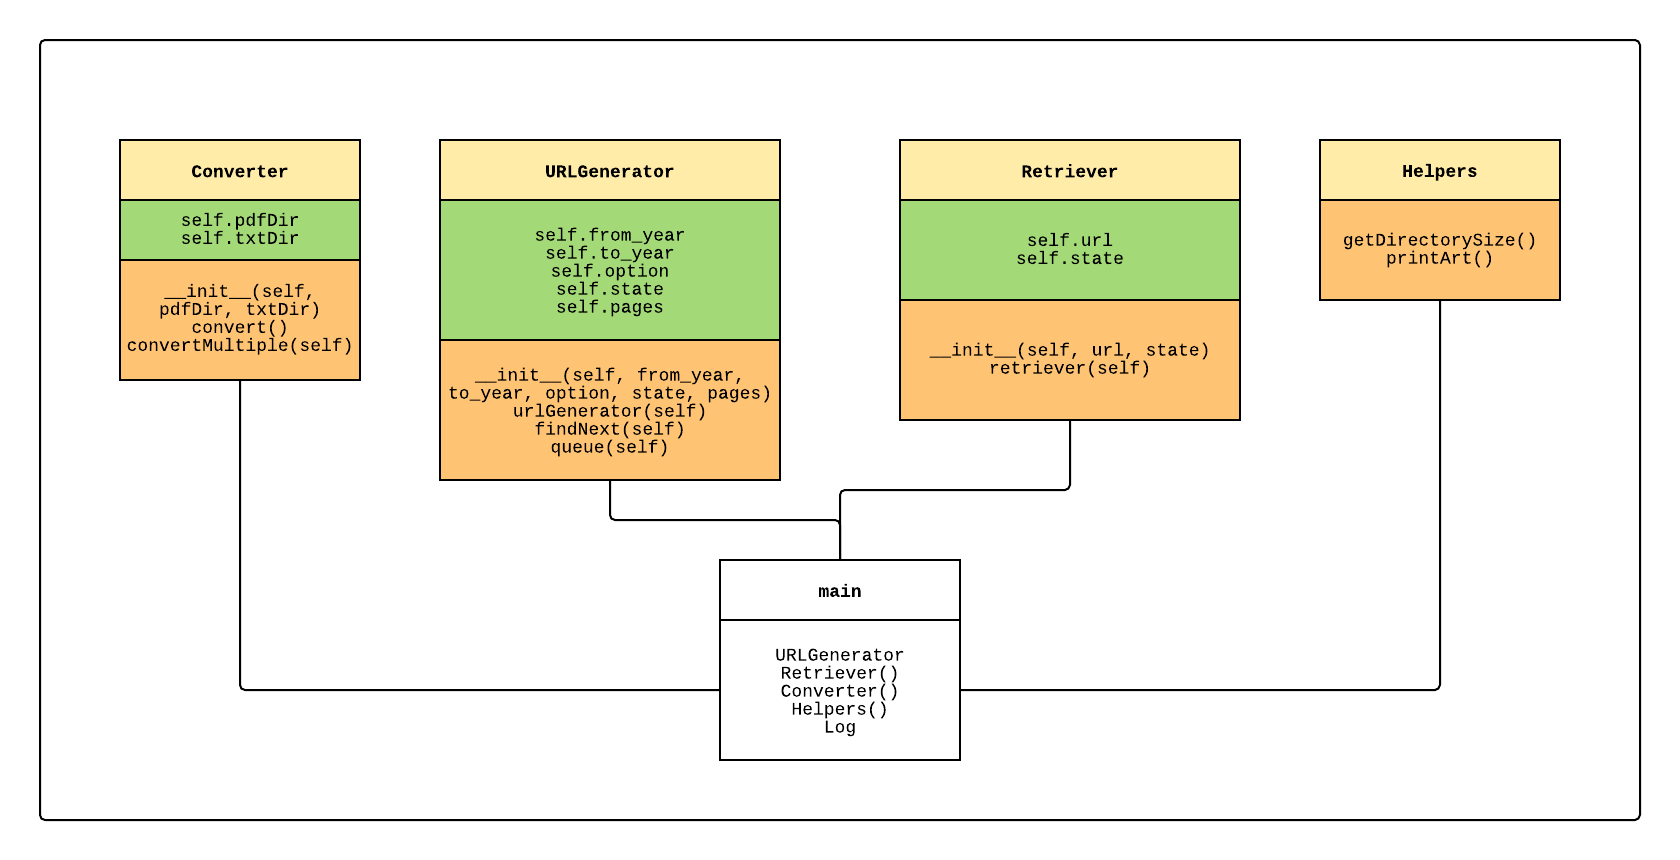 Converter
self.pdfDir
self.txtDir
__init__(self,
pdfDir, txtDir)
convert()
convertMultiple(self)
URLGenerator
self.from_year
self.to_year
self.option
self.state
self.pages
__init__(self, from_year,
to_year, option, state, pages)
urlGenerator(self)
findNext(self)
queue(self)
Retriever
self.url
self.state
__init__(self, url, state)
retriever(self)
Helpers
getDirectorySize()
printArt()
main
URLGenerator
Retriever()
Converter()
Helpers()
Log